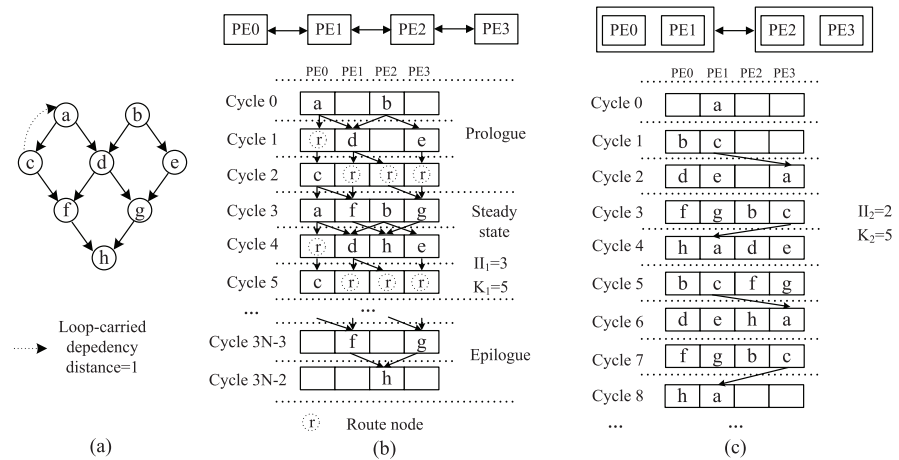 PE0 PE1 PE2 PE3
PE0 PE1 PE2 PE3
a b
c d e
f g
h
Loop-carried
depedency
distance=1
(a)
PE0 PE1 PE2 PE3
Cycle 0 a b
Cycle 1 r d e
Prologue
Cycle 2 c r r r
Cycle 3 a f b g
Steady
state
Cycle 4 r d h e
II1=3
K1=5
Cycle 5 c r r r
... ...
Cycle 3N-3 f g
Epilogue
Cycle 3N-2 h
r Route node
(b)
PE0 PE1 PE2 PE3
Cycle 0 a
Cycle 1 b c
Cycle 2 d e a
Cycle 3 f g b c
II2=2
K2=5
Cycle 4 h a d e
Cycle 5 b c f g
Cycle 6 d e h a
Cycle 7 f g b c
Cycle 8 h a
... ...
(c)